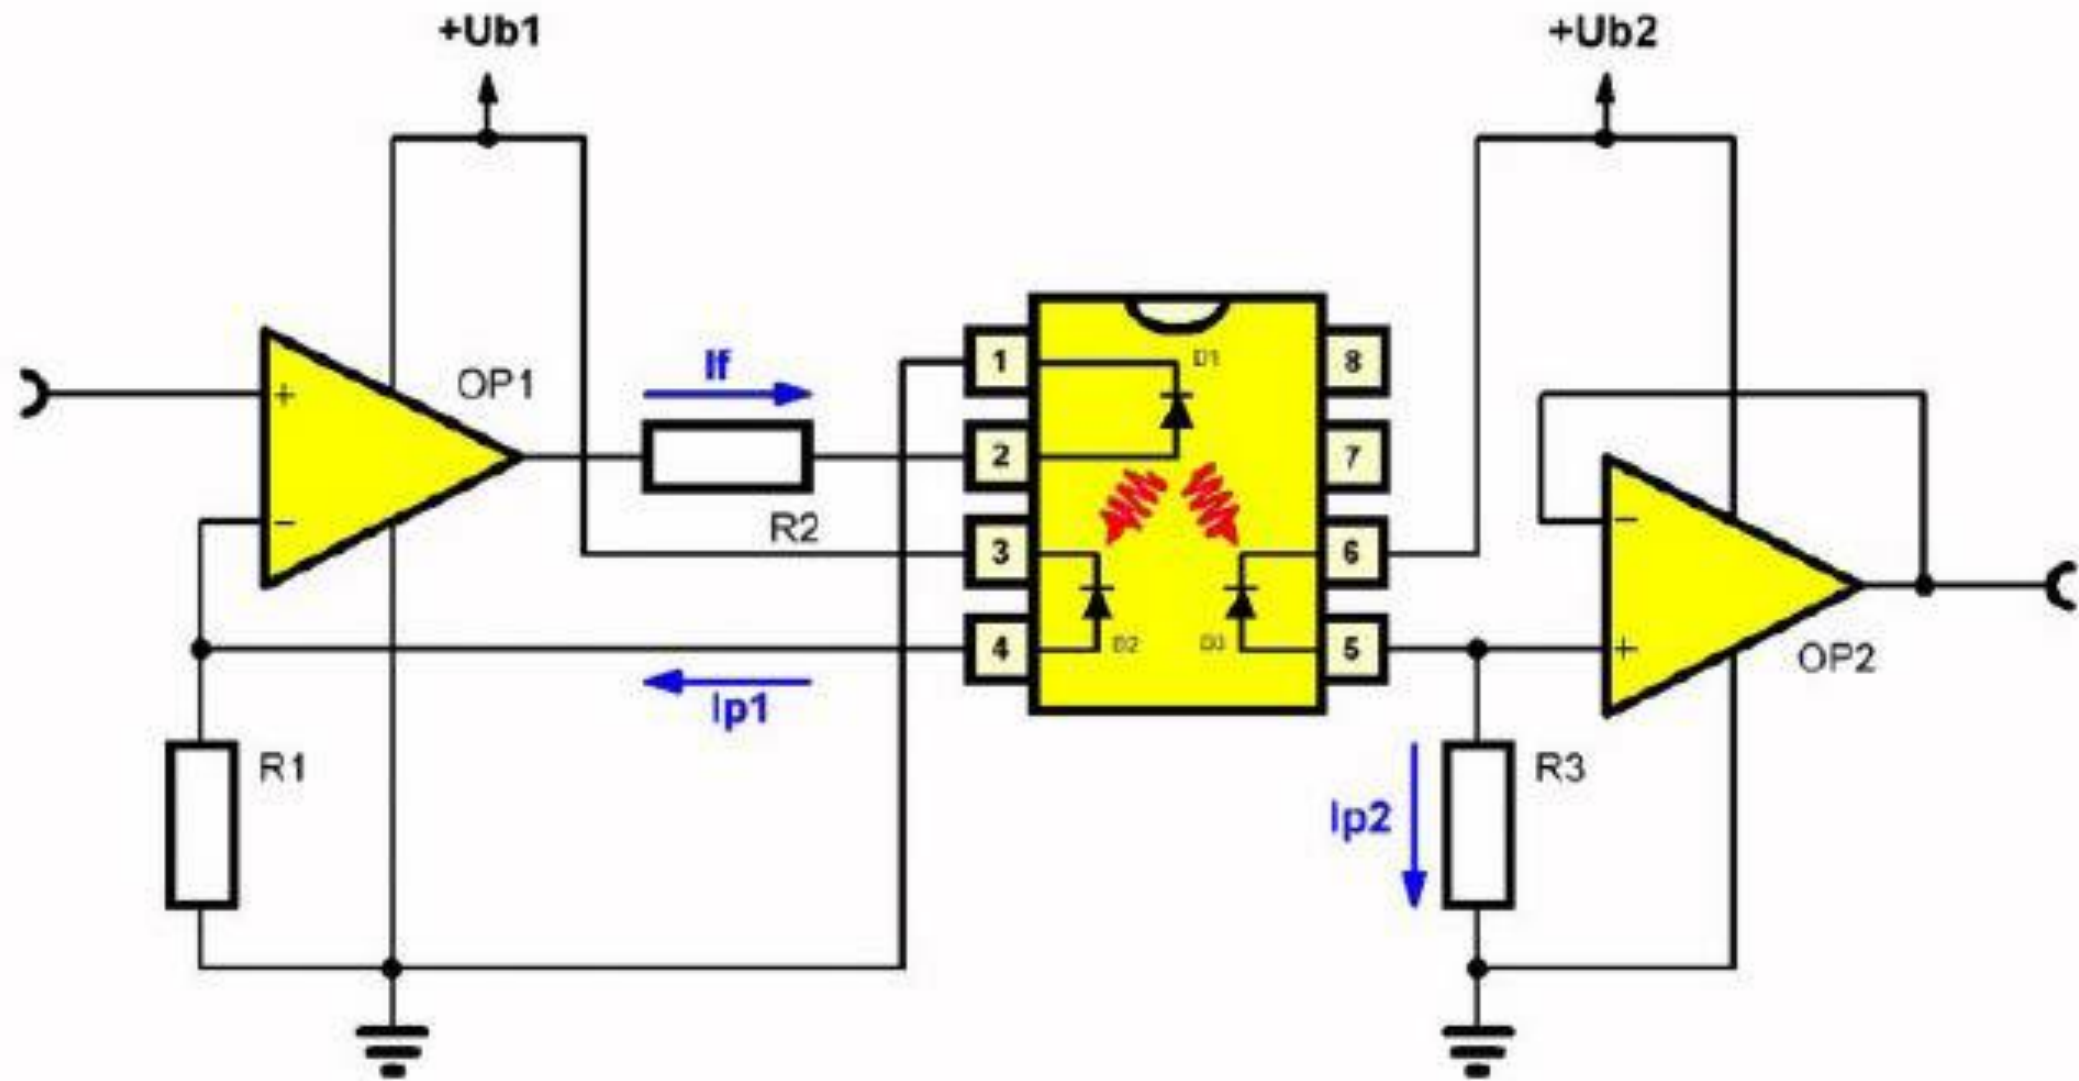 +Ub1
+Ub2
OP1
If
R2
+
−
1
2
3
4
8
7
6
5
D1
D2
D3
Ip1
R1
−
+
OP2
Ip2
R3